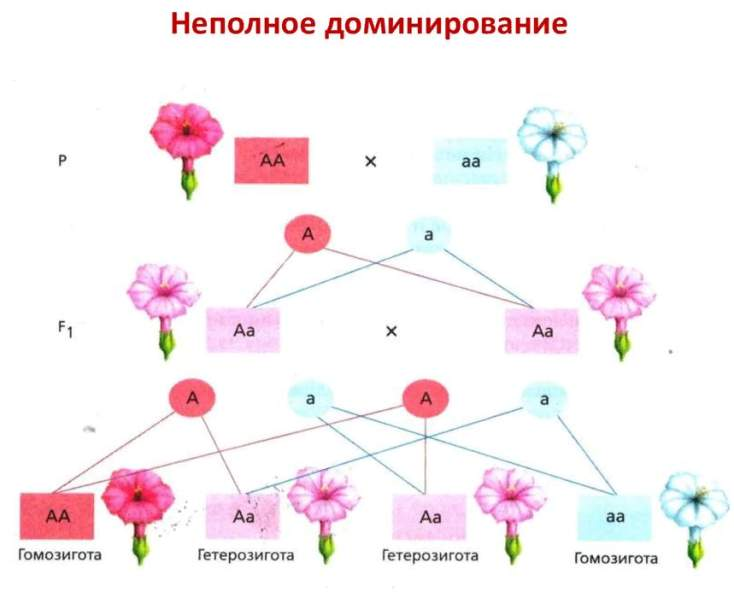 Неполное доминирование
P AA × aa
A a
F1 Aa × Aa
A a A a
AA Aa Aa aa
Гомозигота Гетерозигота Гетерозигота Гомозигота